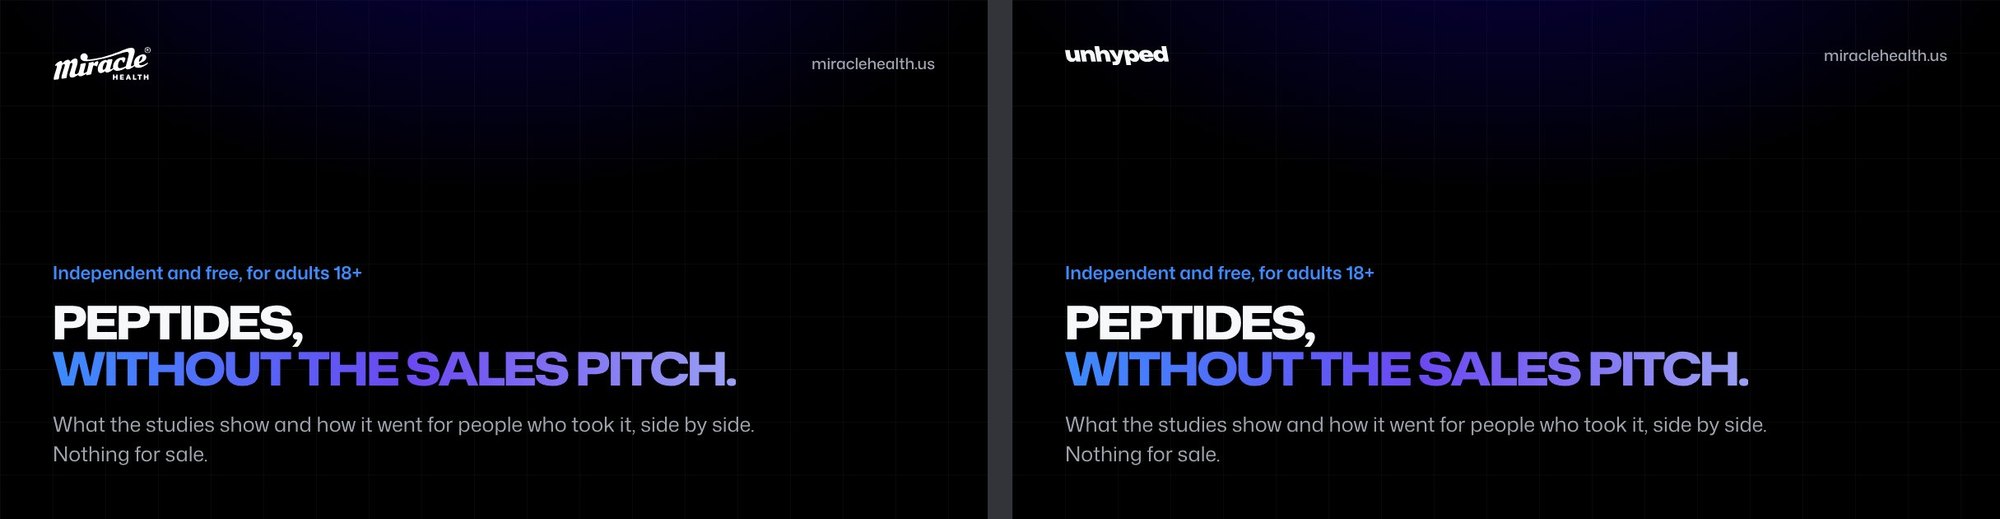 miracle®
HEALTH
miraclehealth.us
Independent and free, for adults 18+
PEPTIDES,
WITHOUT THE SALES PITCH.
What the studies show and how it went for people who took it, side by side.
Nothing for sale.
unhyped
miraclehealth.us
Independent and free, for adults 18+
PEPTIDES,
WITHOUT THE SALES PITCH.
What the studies show and how it went for people who took it, side by side.
Nothing for sale.